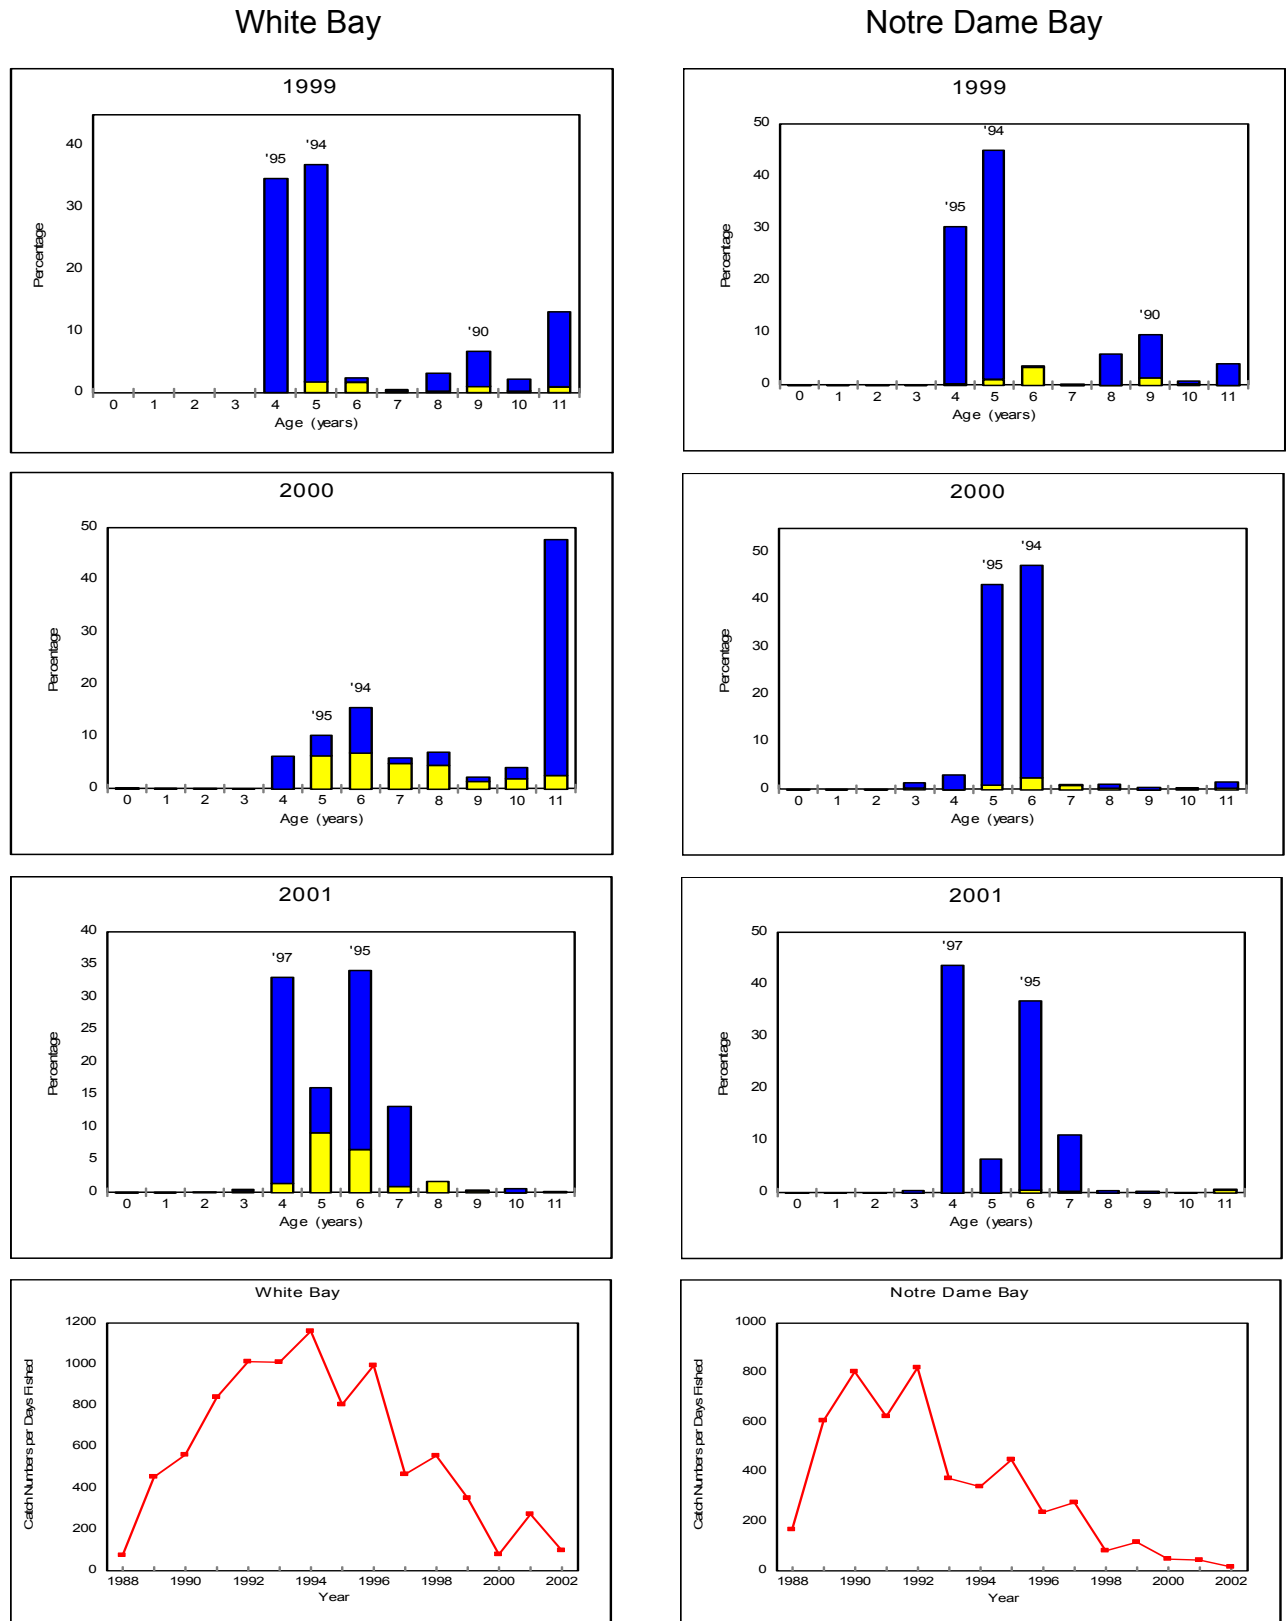 White Bay
Notre Dame Bay
1999
40
30
20
10
0
'95
'94
'90
0 1 2 3 4 5 6 7 8 9 10 11
Age (years)
Percentage
1999
50
40
30
20
10
0
'94
'95
'90
0 1 2 3 4 5 6 7 8 9 10 11
Age (years)
Percentage
2000
50
40
30
20
10
0
'95
'94
0 1 2 3 4 5 6 7 8 9 10 11
Age (years)
Percentage
2000
50
40
30
20
10
0
'95
'94
0 1 2 3 4 5 6 7 8 9 10 11
Age (years)
Percentage
2001
40
35
30
25
20
15
10
5
0
'97
'95
0 1 2 3 4 5 6 7 8 9 10 11
Age (years)
Percentage
2001
50
40
30
20
10
0
'97
'95
0 1 2 3 4 5 6 7 8 9 10 11
Age (years)
Percentage
White Bay
1200
1000
800
600
400
200
0
1988 1990 1992 1994 1996 1998 2000 2002
Year
Catch Numbers per Days Fished
Notre Dame Bay
1000
800
600
400
200
0
1988 1990 1992 1994 1996 1998 2000 2002
Year
Catch Numbers per Days Fished